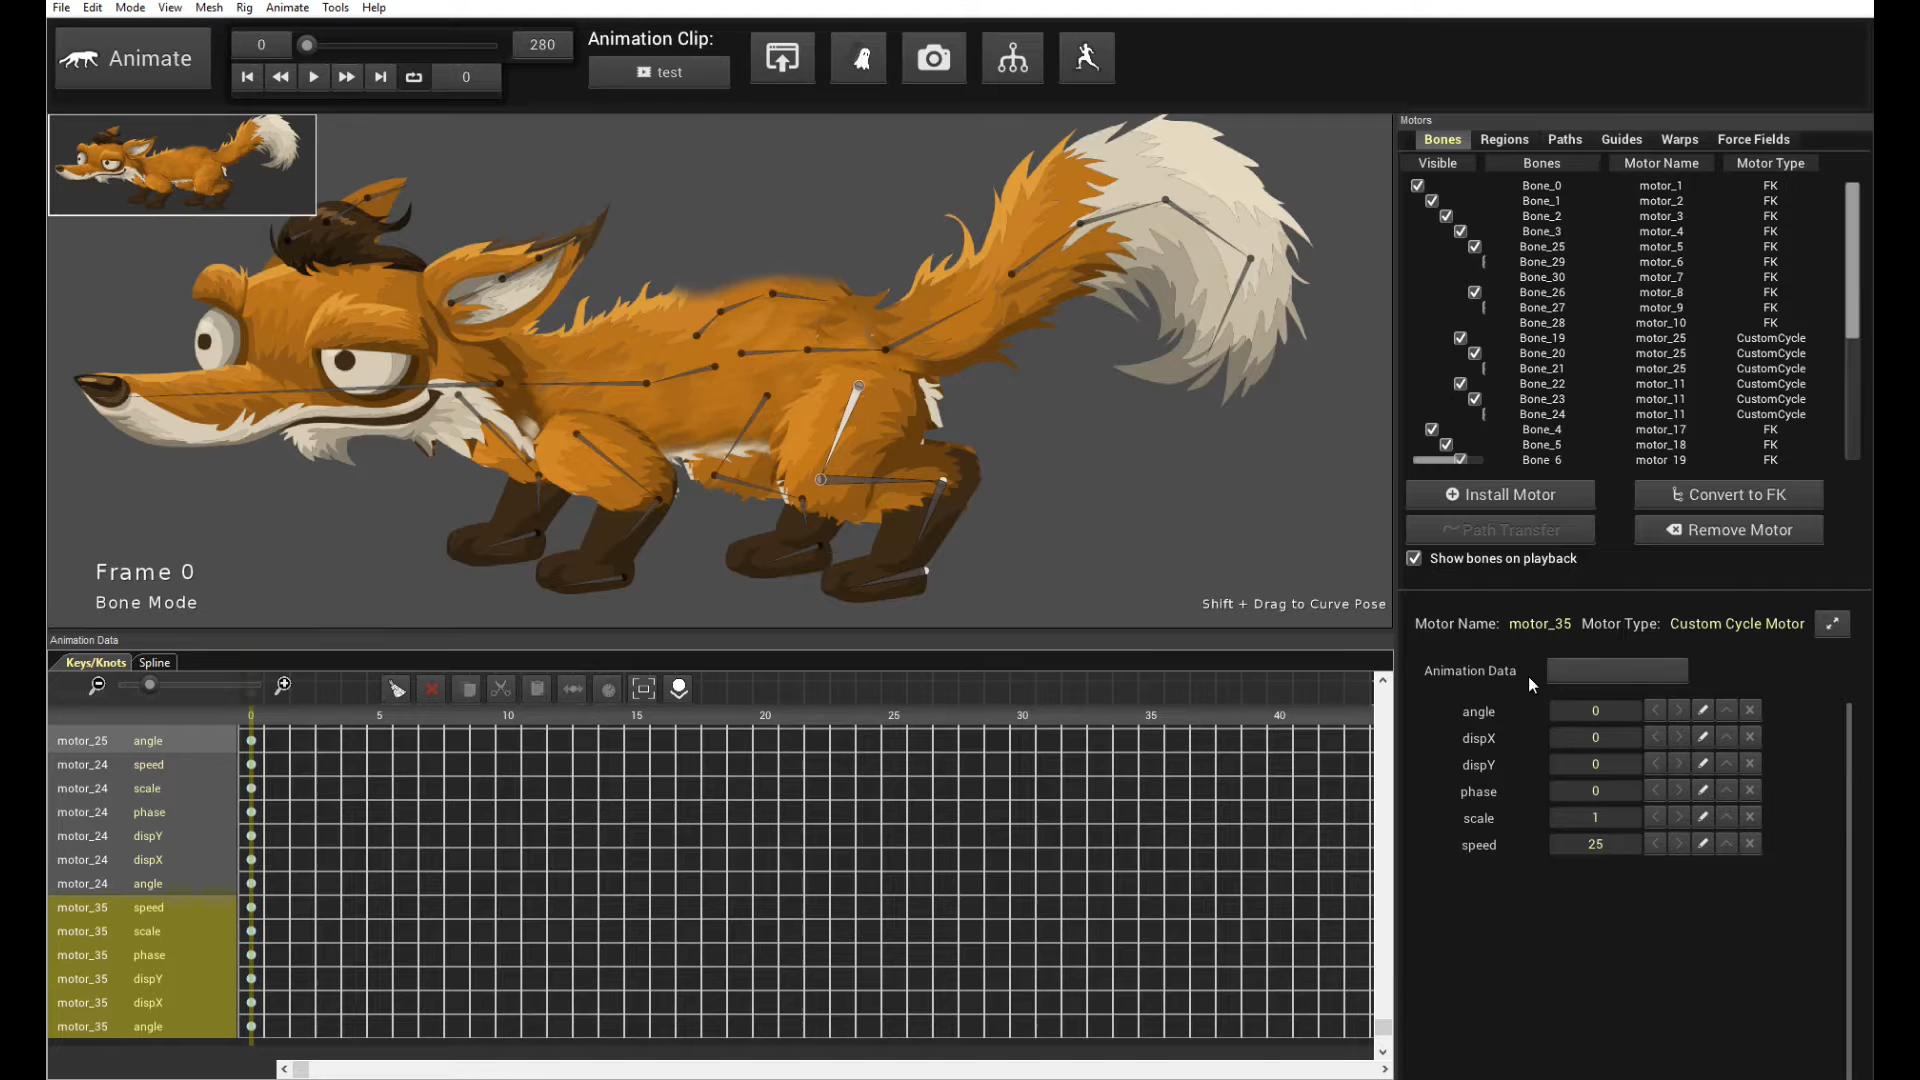 File Edit Mode View Mesh Rig Animate Tools Help
Animate
0
280
Animation Clip:
test
0
Motors
Bones Regions Paths Guides Warps Force Fields
Visible Bones Motor Name Motor Type
Bone_0 motor_1 FK
Bone_1 motor_2 FK
Bone_2 motor_3 FK
Bone_3 motor_4 FK
Bone_25 motor_5 FK
Bone_29 motor_6 FK
Bone_30 motor_7 FK
Bone_26 motor_8 FK
Bone_27 motor_9 FK
Bone_28 motor_10 FK
Bone_19 motor_25 CustomCycle
Bone_20 motor_25 CustomCycle
Bone_21 motor_25 CustomCycle
Bone_22 motor_11 CustomCycle
Bone_23 motor_11 CustomCycle
Bone_24 motor_11 CustomCycle
Bone_4 motor_17 FK
Bone_5 motor_18 FK
Bone_6 motor_19 FK
Install Motor Convert to FK
Path Transfer Remove Motor
Show bones on playback
Frame 0
Bone Mode
Shift + Drag to Curve Pose
Motor Name: motor_35 Motor Type: Custom Cycle Motor
Animation Data
angle 0
dispX 0
dispY 0
phase 0
scale 1
speed 25
Animation Data
Keys/Knots Spline
0 5 10 15 20 25 30 35 40
motor_25 angle
motor_24 speed
motor_24 scale
motor_24 phase
motor_24 dispY
motor_24 dispX
motor_24 angle
motor_35 speed
motor_35 scale
motor_35 phase
motor_35 dispY
motor_35 dispX
motor_35 angle